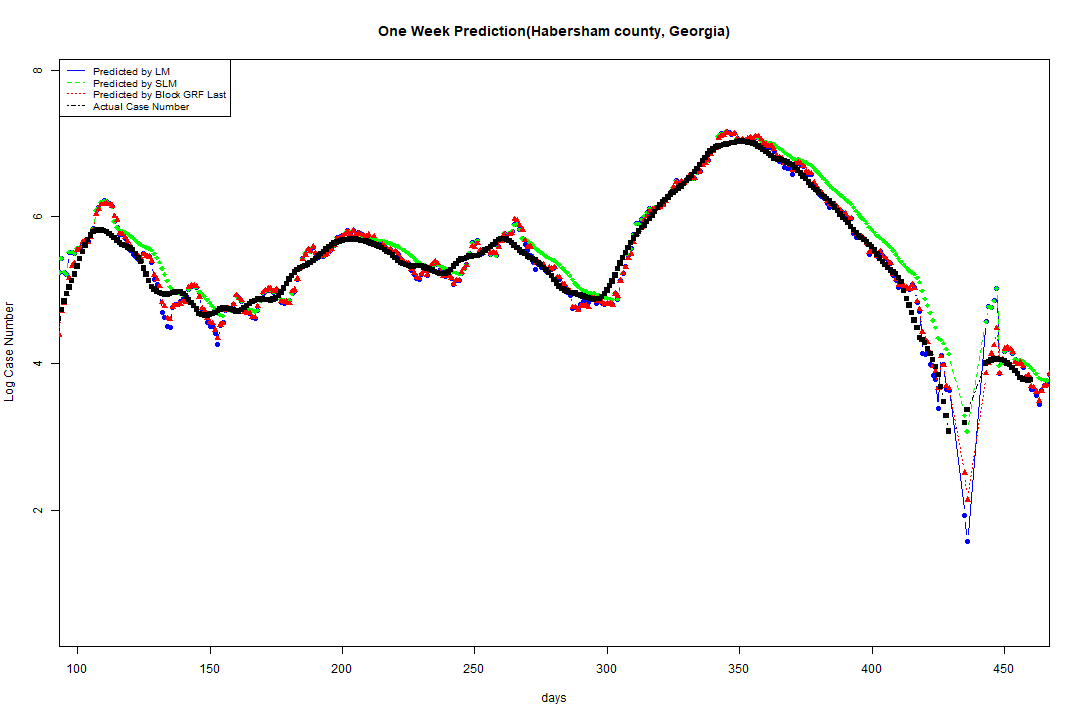 One Week Prediction(Habersham county, Georgia)
Predicted by LM
Predicted by SLM
Predicted by Block GRF Last
Actual Case Number
8
6
4
2
Log Case Number
100 150 200 250 300 350 400 450
days